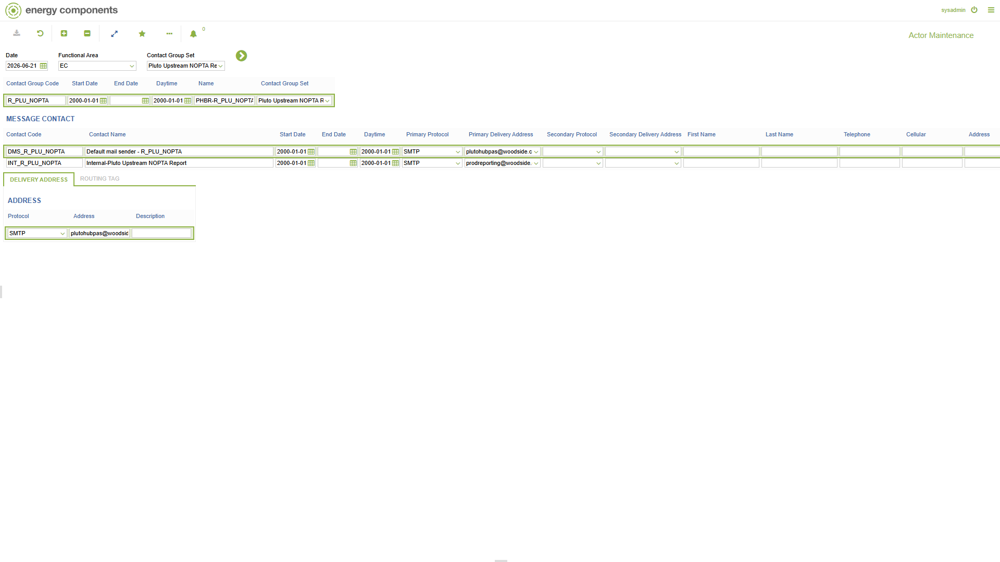 energy components
sysadmin
0
Actor Maintenance
Date Functional Area Contact Group Set
2026-06-21 EC Pluto Upstream NOPTA Re
Contact Group Code Start Date End Date Daytime Name Contact Group Set
R_PLU_NOPTA 2000-01-01 2000-01-01 PHBR-R_PLU_NOPTA Pluto Upstream NOPTA R
MESSAGE CONTACT
Contact Code Contact Name Start Date End Date Daytime Primary Protocol Primary Delivery Address Secondary Protocol Secondary Delivery Address First Name Last Name Telephone Cellular Address
DMS_R_PLU_NOPTA Default mail sender - R_PLU_NOPTA 2000-01-01 2000-01-01 SMTP plutohubpas@woodside.c
INT_R_PLU_NOPTA Internal-Pluto Upstream NOPTA Report 2000-01-01 2000-01-01 SMTP prodreporting@woodside.
DELIVERY ADDRESS ROUTING TAG
ADDRESS
Protocol Address Description
SMTP plutohubpas@woodsid